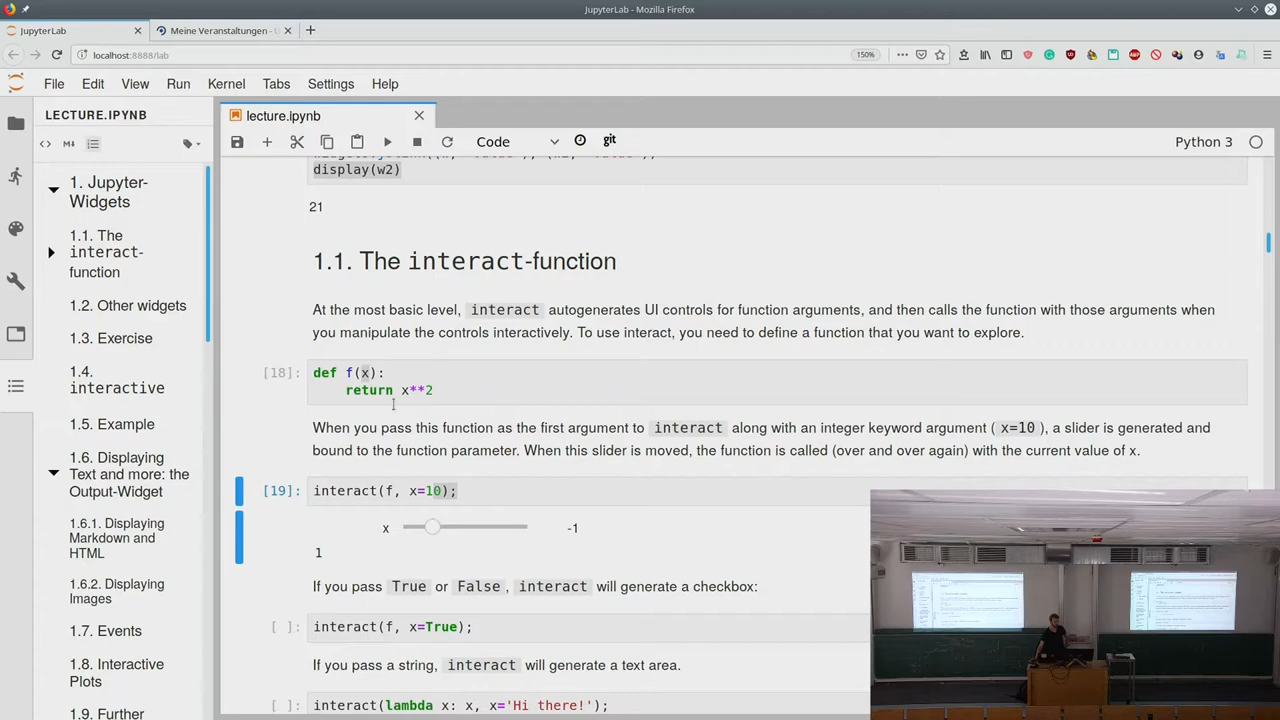 JupyterLab - Mozilla Firefox
JupyterLab
Meine Veranstaltungen - U
localhost:8888/lab
150%
File Edit View Run Kernel Tabs Settings Help
LECTURE.IPYNB
lecture.ipynb
Code
git
Python 3
1. Jupyter-
Widgets
1.1. The
interact-
function
1.2. Other widgets
1.3. Exercise
1.4.
interactive
1.5. Example
1.6. Displaying
Text and more: the
Output-Widget
1.6.1. Displaying
Markdown and
HTML
1.6.2. Displaying
Images
1.7. Events
1.8. Interactive
Plots
1.9. Further
display(w2)
21
1.1. The interact-function
At the most basic level, interact autogenerates UI controls for function arguments, and then calls the function with those arguments when
you manipulate the controls interactively. To use interact, you need to define a function that you want to explore.
[18]: def f(x):
return x**2
When you pass this function as the first argument to interact along with an integer keyword argument ( x=10 ), a slider is generated and
bound to the function parameter. When this slider is moved, the function is called (over and over again) with the current value of x.
[19]: interact(f, x=10);
x -1
1
If you pass True or False , interact will generate a checkbox:
[ ]: interact(f, x=True)
If you pass a string, interact will generate a text area.
[ ]: interact(lambda x: x, x='Hi there!');